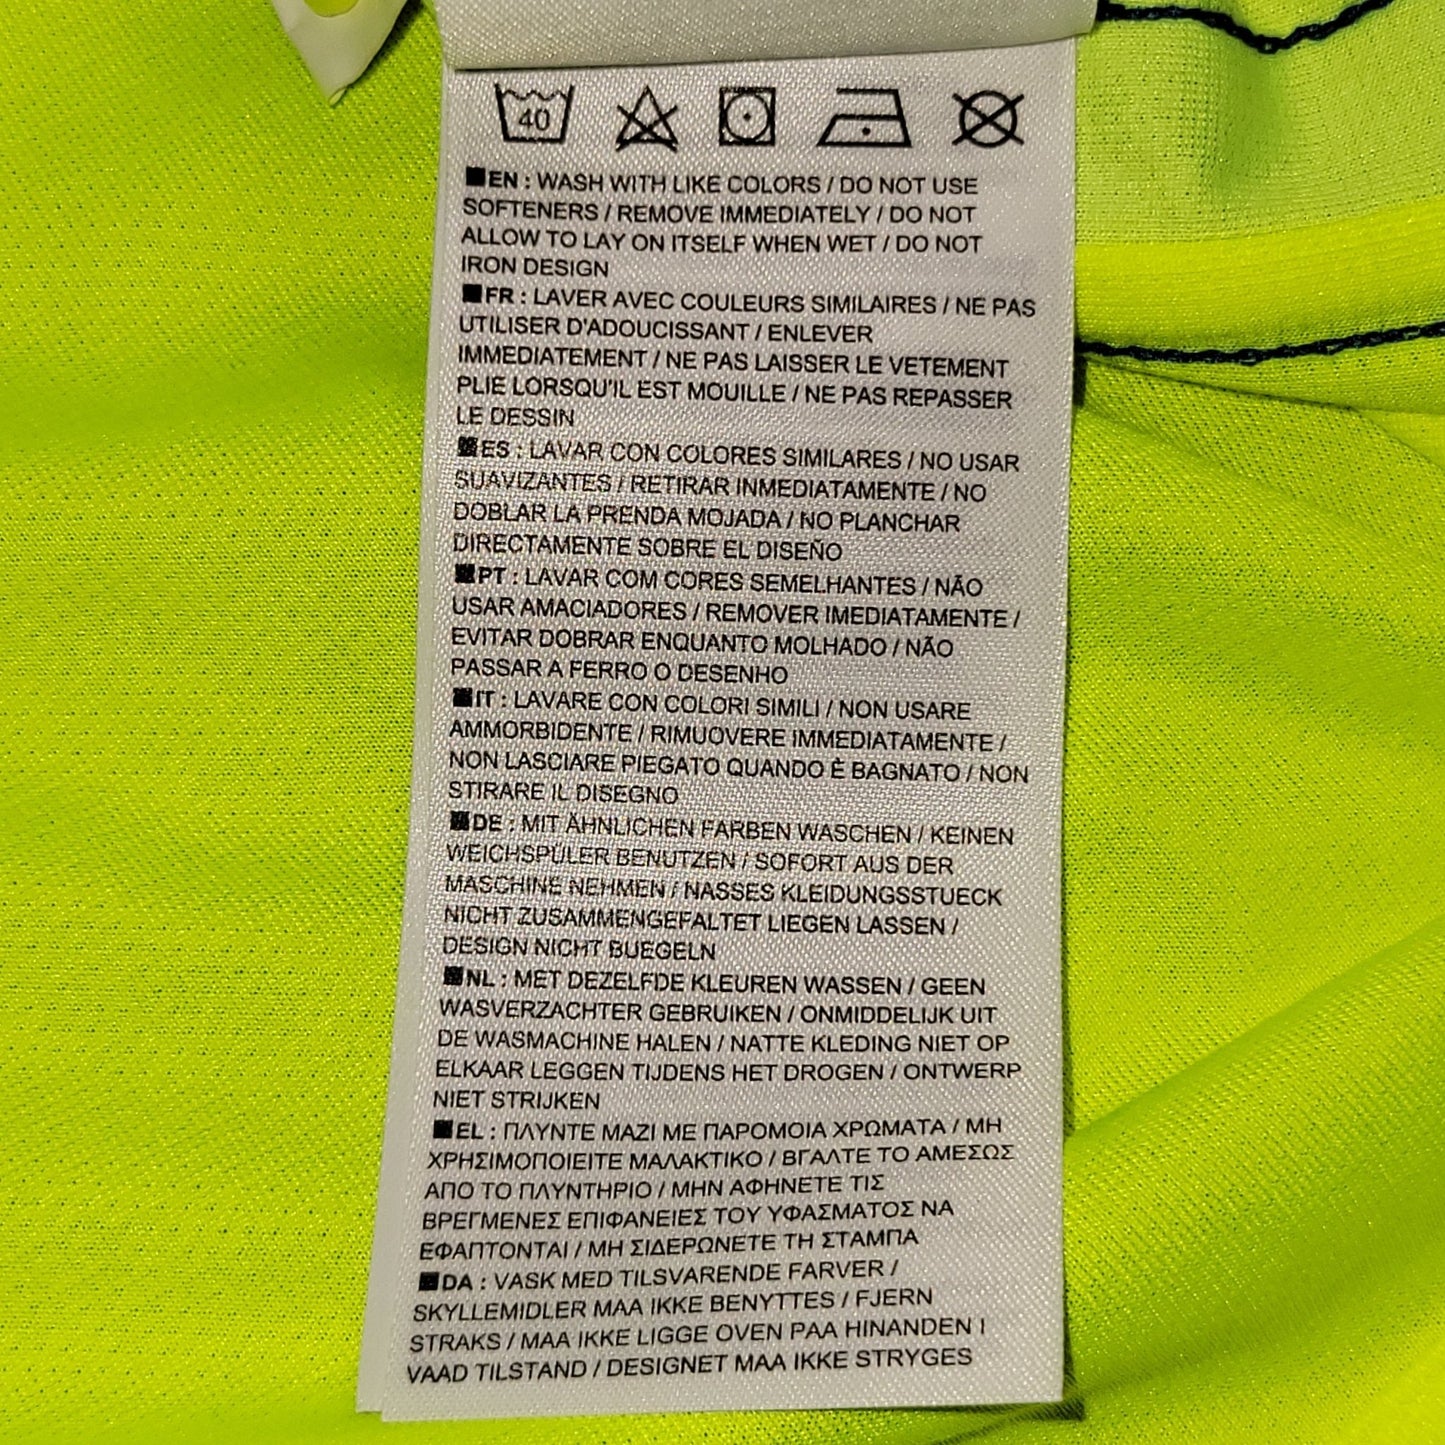 40
EN : WASH WITH LIKE COLORS / DO NOT USE
SOFTENERS / REMOVE IMMEDIATELY / DO NOT
ALLOW TO LAY ON ITSELF WHEN WET / DO NOT
IRON DESIGN
FR : LAVER AVEC COULEURS SIMILAIRES / NE PAS
UTILISER D'ADOUCISSANT / ENLEVER
IMMEDIATEMENT / NE PAS LAISSER LE VETEMENT
PLIE LORSQU'IL EST MOUILLE / NE PAS REPASSER
LE DESSIN
ES : LAVAR CON COLORES SIMILARES / NO USAR
SUAVIZANTES / RETIRAR INMEDIATAMENTE / NO
DOBLAR LA PRENDA MOJADA / NO PLANCHAR
DIRECTAMENTE SOBRE EL DISEÑO
PT : LAVAR COM CORES SEMELHANTES / NÃO
USAR AMACIADORES / REMOVER IMEDIATAMENTE /
EVITAR DOBRAR ENQUANTO MOLHADO / NÃO
PASSAR A FERRO O DESENHO
IT : LAVARE CON COLORI SIMILI / NON USARE
AMMORBIDENTE / RIMUOVERE IMMEDIATAMENTE /
NON LASCIARE PIEGATO QUANDO È BAGNATO / NON
STIRARE IL DISEGNO
DE : MIT ÄHNLICHEN FARBEN WASCHEN / KEINEN
WEICHSPÜLER BENUTZEN / SOFORT AUS DER
MASCHINE NEHMEN / NASSES KLEIDUNGSSTUECK
NICHT ZUSAMMENGEFALTET LIEGEN LASSEN /
DESIGN NICHT BUEGELN
NL : MET DEZELFDE KLEUREN WASSEN / GEEN
WASVERZACHTER GEBRUIKEN / ONMIDDELIJK UIT
DE WASMACHINE HALEN / NATTE KLEDING NIET OP
ELKAAR LEGGEN TIJDENS HET DROGEN / ONTWERP
NIET STRIJKEN
EL : ΠΛΥΝΤΕ ΜΑΖΙ ΜΕ ΠΑΡΟΜΟΙΑ ΧΡΩΜΑΤΑ / ΜΗ
ΧΡΗΣΙΜΟΠΟΙΕΙΤΕ ΜΑΛΑΚΤΙΚΟ / ΒΓΑΛΤΕ ΤΟ ΑΜΕΣΩΣ
ΑΠΟ ΤΟ ΠΛΥΝΤΗΡΙΟ / ΜΗΝ ΑΦΗΝΕΤΕ ΤΙΣ
ΒΡΕΓΜΕΝΕΣ ΕΠΙΦΑΝΕΙΕΣ ΤΟΥ ΥΦΑΣΜΑΤΟΣ ΝΑ
ΕΦΑΠΤΟΝΤΑΙ / ΜΗ ΣΙΔΕΡΩΝΕΤΕ ΤΗ ΣΤΑΜΠΑ
DA : VASK MED TILSVARENDE FARVER /
SKYLLEMIDLER MAA IKKE BENYTTES / FJERN
STRAKS / MAA IKKE LIGGE OVEN PAA HINANDEN I
VAAD TILSTAND / DESIGNET MAA IKKE STRYGES